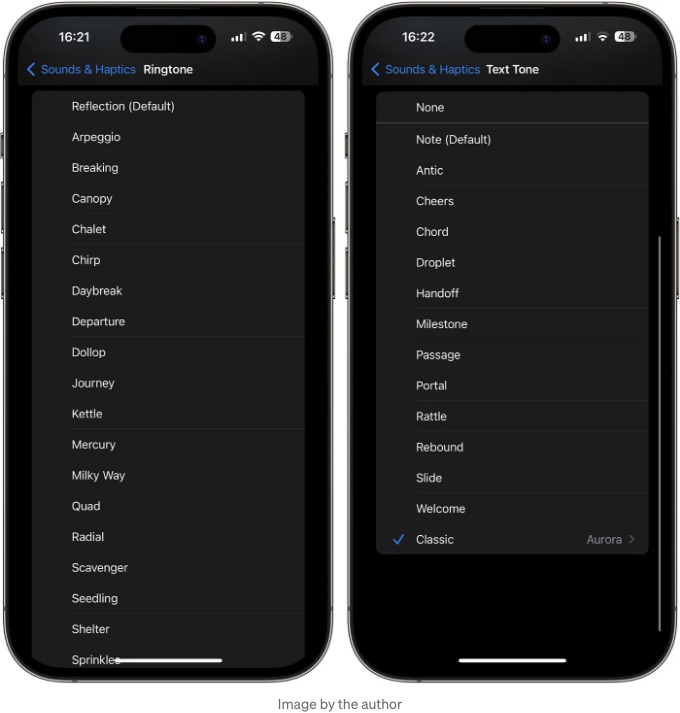 16:21
48
Sounds & Haptics Ringtone
Reflection (Default)
Arpeggio
Breaking
Canopy
Chalet
Chirp
Daybreak
Departure
Dollop
Journey
Kettle
Mercury
Milky Way
Quad
Radial
Scavenger
Seedling
Shelter
Sprinkles
16:22
48
Sounds & Haptics Text Tone
None
Note (Default)
Antic
Cheers
Chord
Droplet
Handoff
Milestone
Passage
Portal
Rattle
Rebound
Slide
Welcome
Classic Aurora
Image by the author